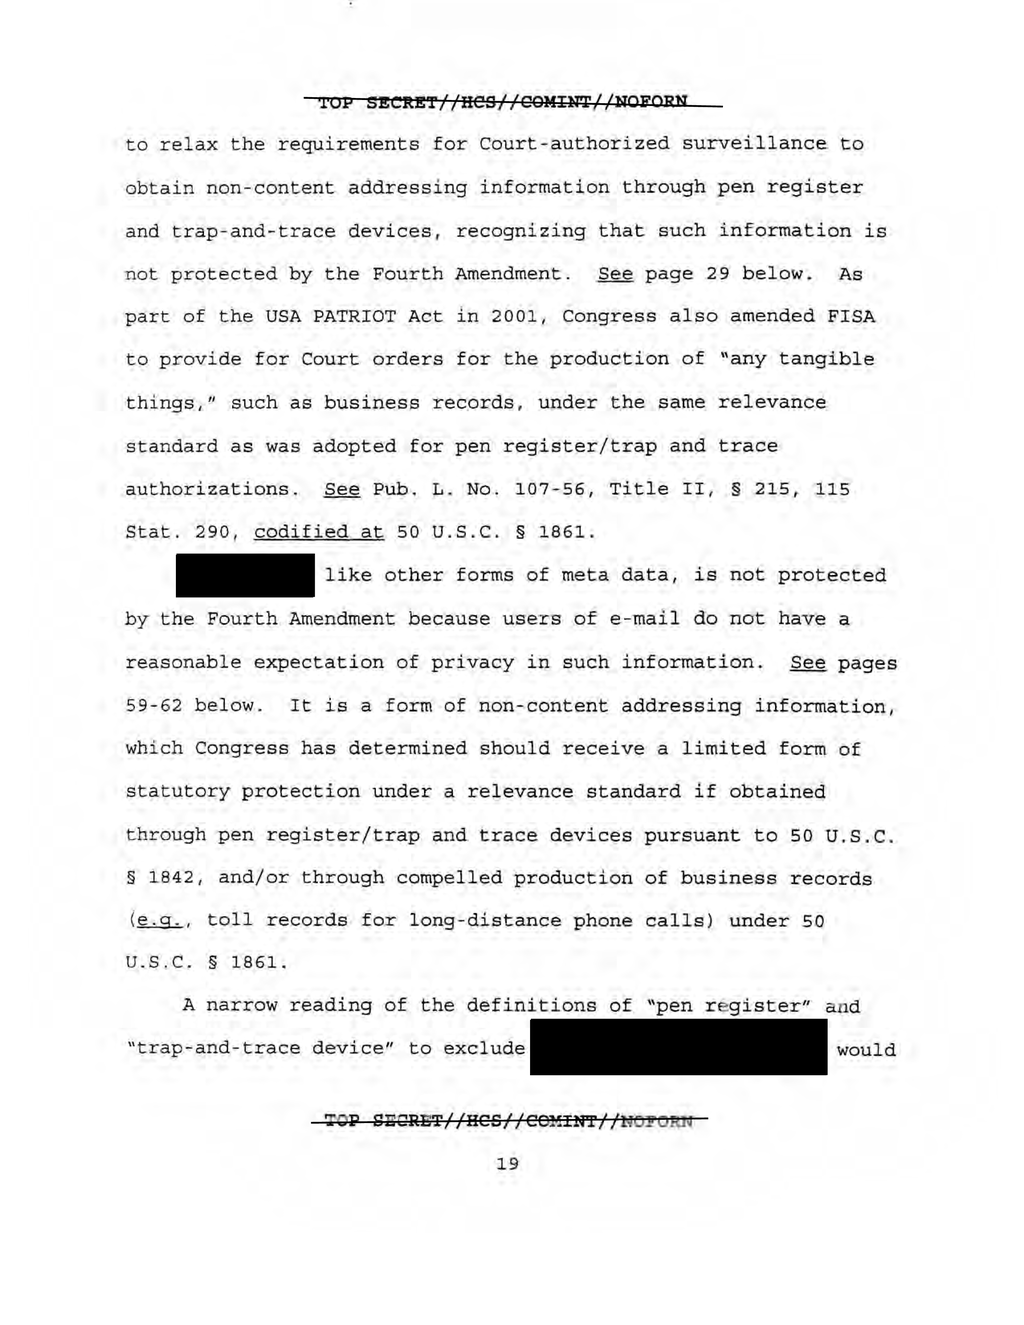 TOP SECRET//HCS//COMINT//NOFORN
to relax the requirements for Court-authorized surveillance to
obtain non-content addressing information through pen register
and trap-and-trace devices, recognizing that such information is
not protected by the Fourth Amendment. See page 29 below. As
part of the USA PATRIOT Act in 2001, Congress also amended FISA
to provide for Court orders for the production of "any tangible
things," such as business records, under the same relevance
standard as was adopted for pen register/trap and trace
authorizations. See Pub. L. No. 107-56, Title II, § 215, 115
Stat. 290, codified at 50 U.S.C. § 1861.
like other forms of meta data, is not protected
by the Fourth Amendment because users of e-mail do not have a
reasonable expectation of privacy in such information. See pages
59-62 below. It is a form of non-content addressing information,
which Congress has determined should receive a limited form of
statutory protection under a relevance standard if obtained
through pen register/trap and trace devices pursuant to 50 U.S.C.
§ 1842, and/or through compelled production of business records
(e.g., toll records for long-distance phone calls) under 50
U.S.C. § 1861.
A narrow reading of the definitions of "pen register" and
"trap-and-trace device" to exclude would
TOP SECRET//HCS//COMINT//NOFORN
19